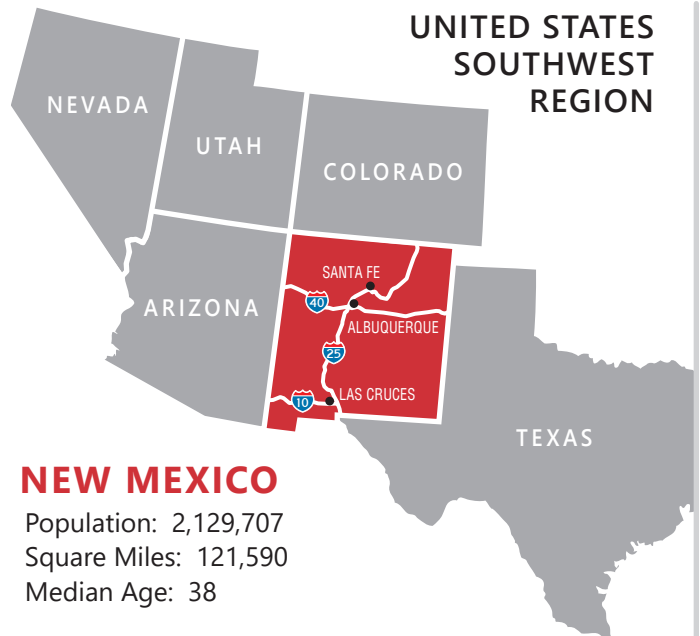 UNITED STATES
SOUTHWEST
REGION
NEVADA
UTAH
COLORADO
SANTA FE
ARIZONA
40
ALBUQUERQUE
25
LAS CRUCES
10
TEXAS
NEW MEXICO
Population: 2,129,707
Square Miles: 121,590
Median Age: 38